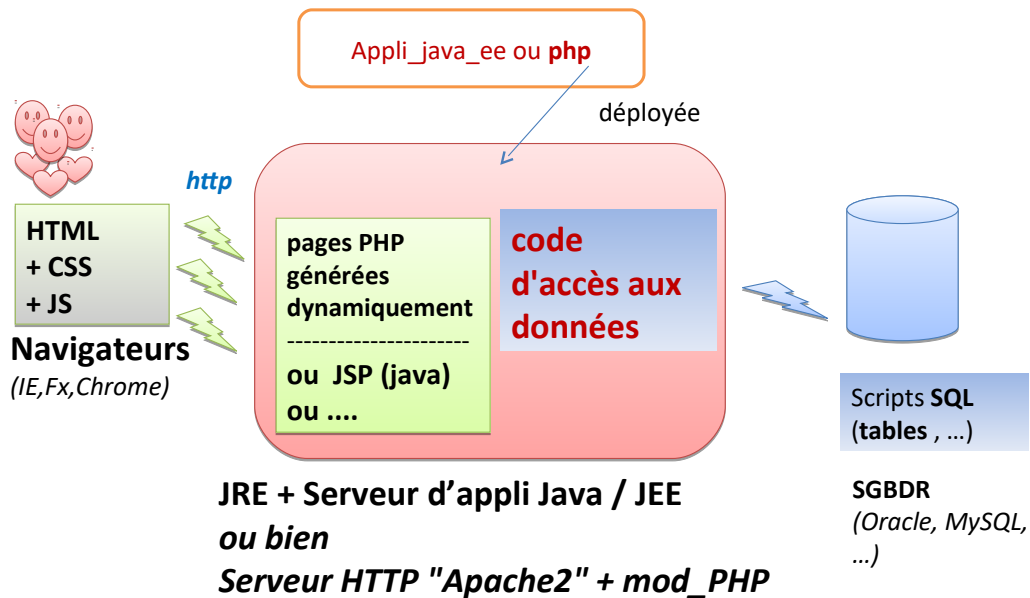 Appli_java_ee ou php
déployée
http
HTML
+ CSS
+ JS
Navigateurs
(IE,Fx,Chrome)
pages PHP
générées
dynamiquement
----------------------
ou  JSP (java)
ou ....
code
d'accès aux
données
Scripts SQL
(tables , …)
SGBDR
(Oracle, MySQL,
…)
JRE + Serveur d’appli Java / JEE
ou bien
Serveur HTTP "Apache2" + mod_PHP